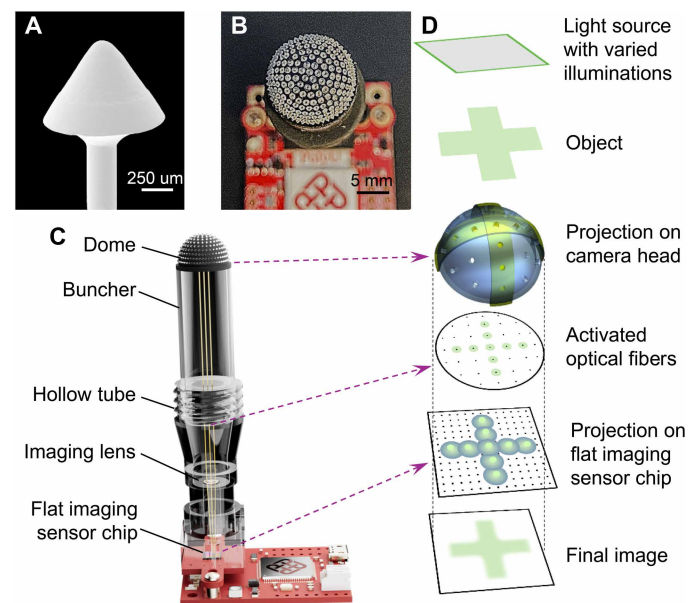 A
250 um
B
5 mm
C
Dome
Buncher
Hollow tube
Imaging lens
Flat imaging
sensor chip
D
Light source
with varied
illuminations
Object
Projection on
camera head
Activated
optical fibers
Projection on
flat imaging
sensor chip
Final image